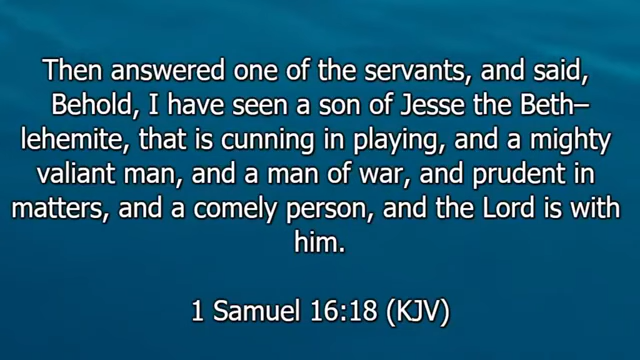 Then answered one of the servants, and said,
Behold, I have seen a son of Jesse the Beth–
lehemite, that is cunning in playing, and a mighty
valiant man, and a man of war, and prudent in
matters, and a comely person, and the Lord is with
him.
1 Samuel 16:18 (KJV)